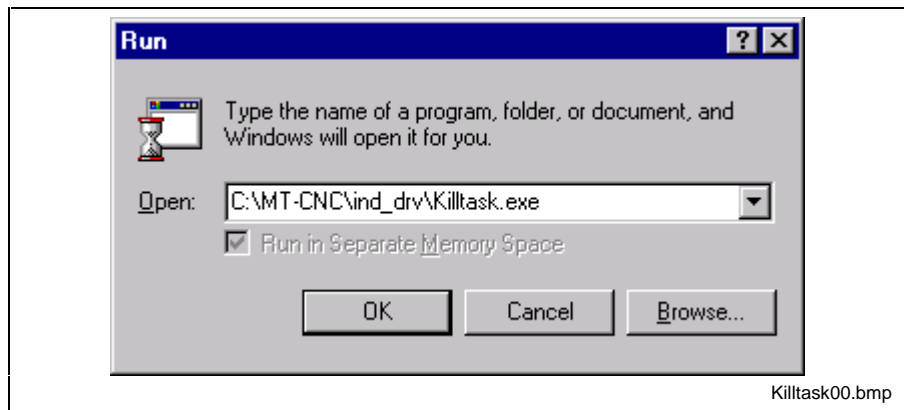 Run
Type the name of a program, folder, or document, and
Windows will open it for you.
Open: C:\MT-CNC\ind_drv\Killtask.exe
Run in Separate Memory Space
OK Cancel Browse...
Killtask00.bmp